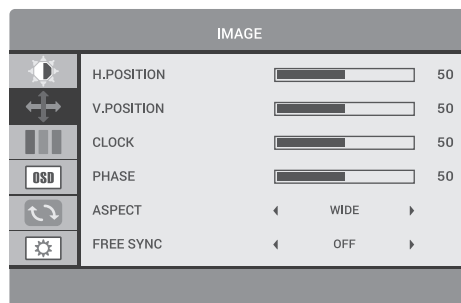 IMAGE
H.POSITION 50
V.POSITION 50
CLOCK 50
PHASE 50
OSD
ASPECT WIDE
FREE SYNC OFF